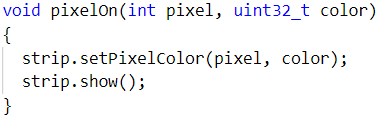 void pixelOn(int pixel, uint32_t color)
{
  strip.setPixelColor(pixel, color);
  strip.show();
}